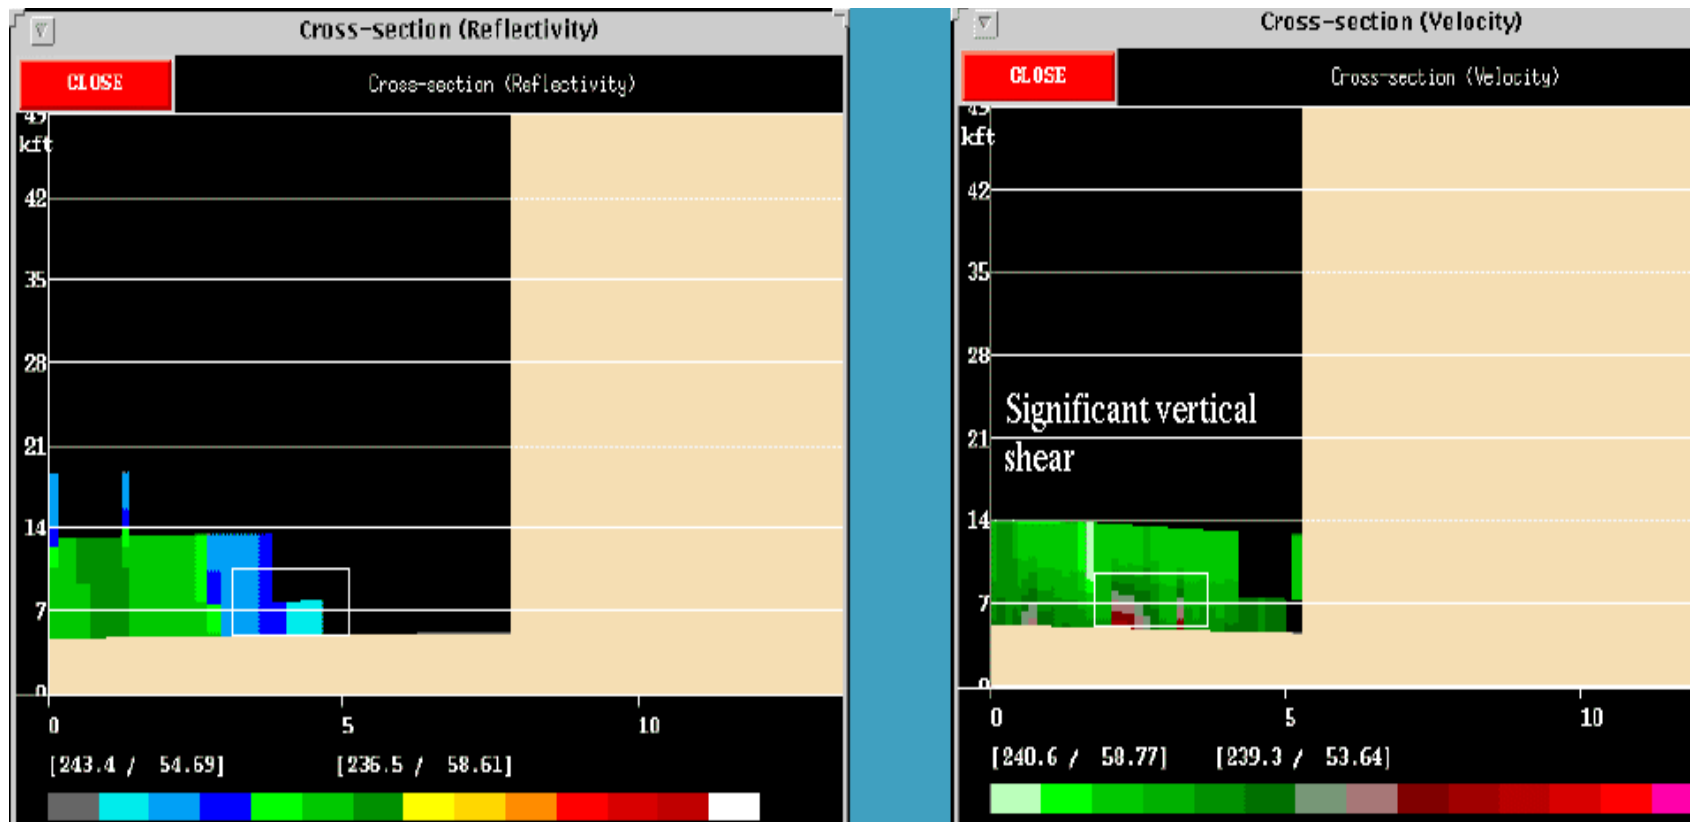 Cross-section (Reflectivity)
CLOSE
Cross-section (Reflectivity)
49
kft
42
35
28
21
14
7
0
0 5 10
[243.4 / 54.69] [236.5 / 58.61]
Cross-section (Velocity)
CLOSE
Cross-section (Velocity)
49
kft
42
35
28
Significant vertical
21
shear
14
7
0
0 5 10
[240.6 / 58.77] [239.3 / 53.64]